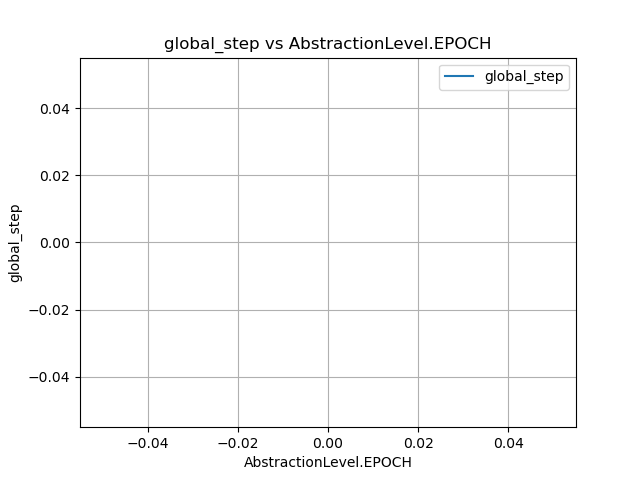 global_step vs AbstractionLevel.EPOCH
global_step
0.04
0.02
0.00
−0.02
−0.04
global_step
−0.04 −0.02 0.00 0.02 0.04
AbstractionLevel.EPOCH